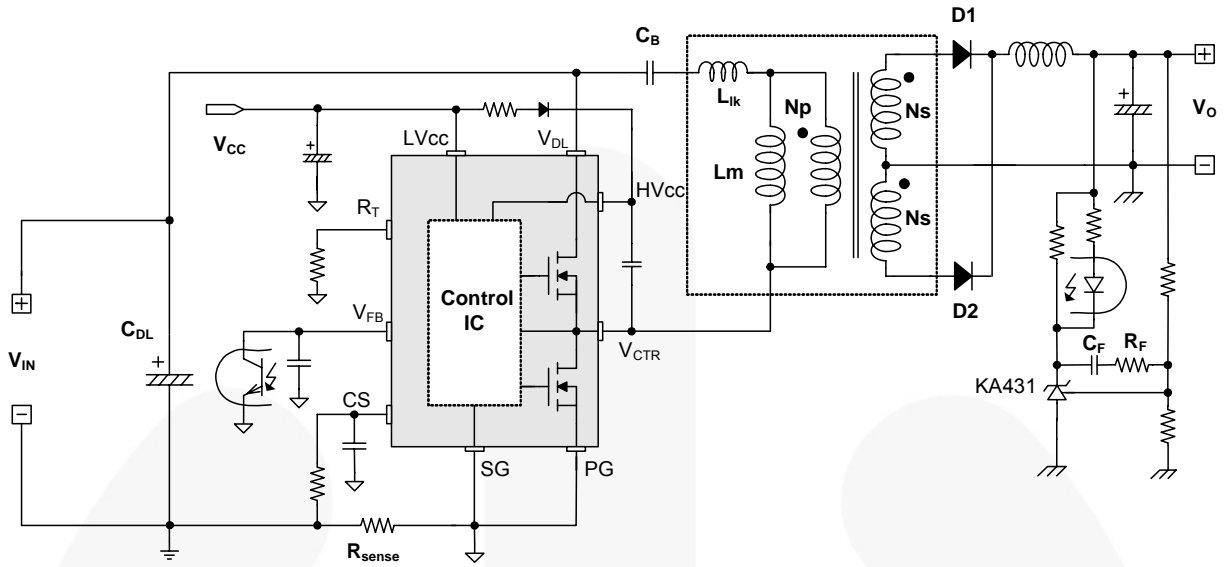 D1
C_B
L_lk
Np
Ns
V_O
V_CC
LVcc
V_DL
Lm
HVcc
R_T
Ns
Control
IC
D2
V_FB
C_DL
V_IN
V_CTR
C_F
R_F
KA431
CS
SG
PG
R_sense